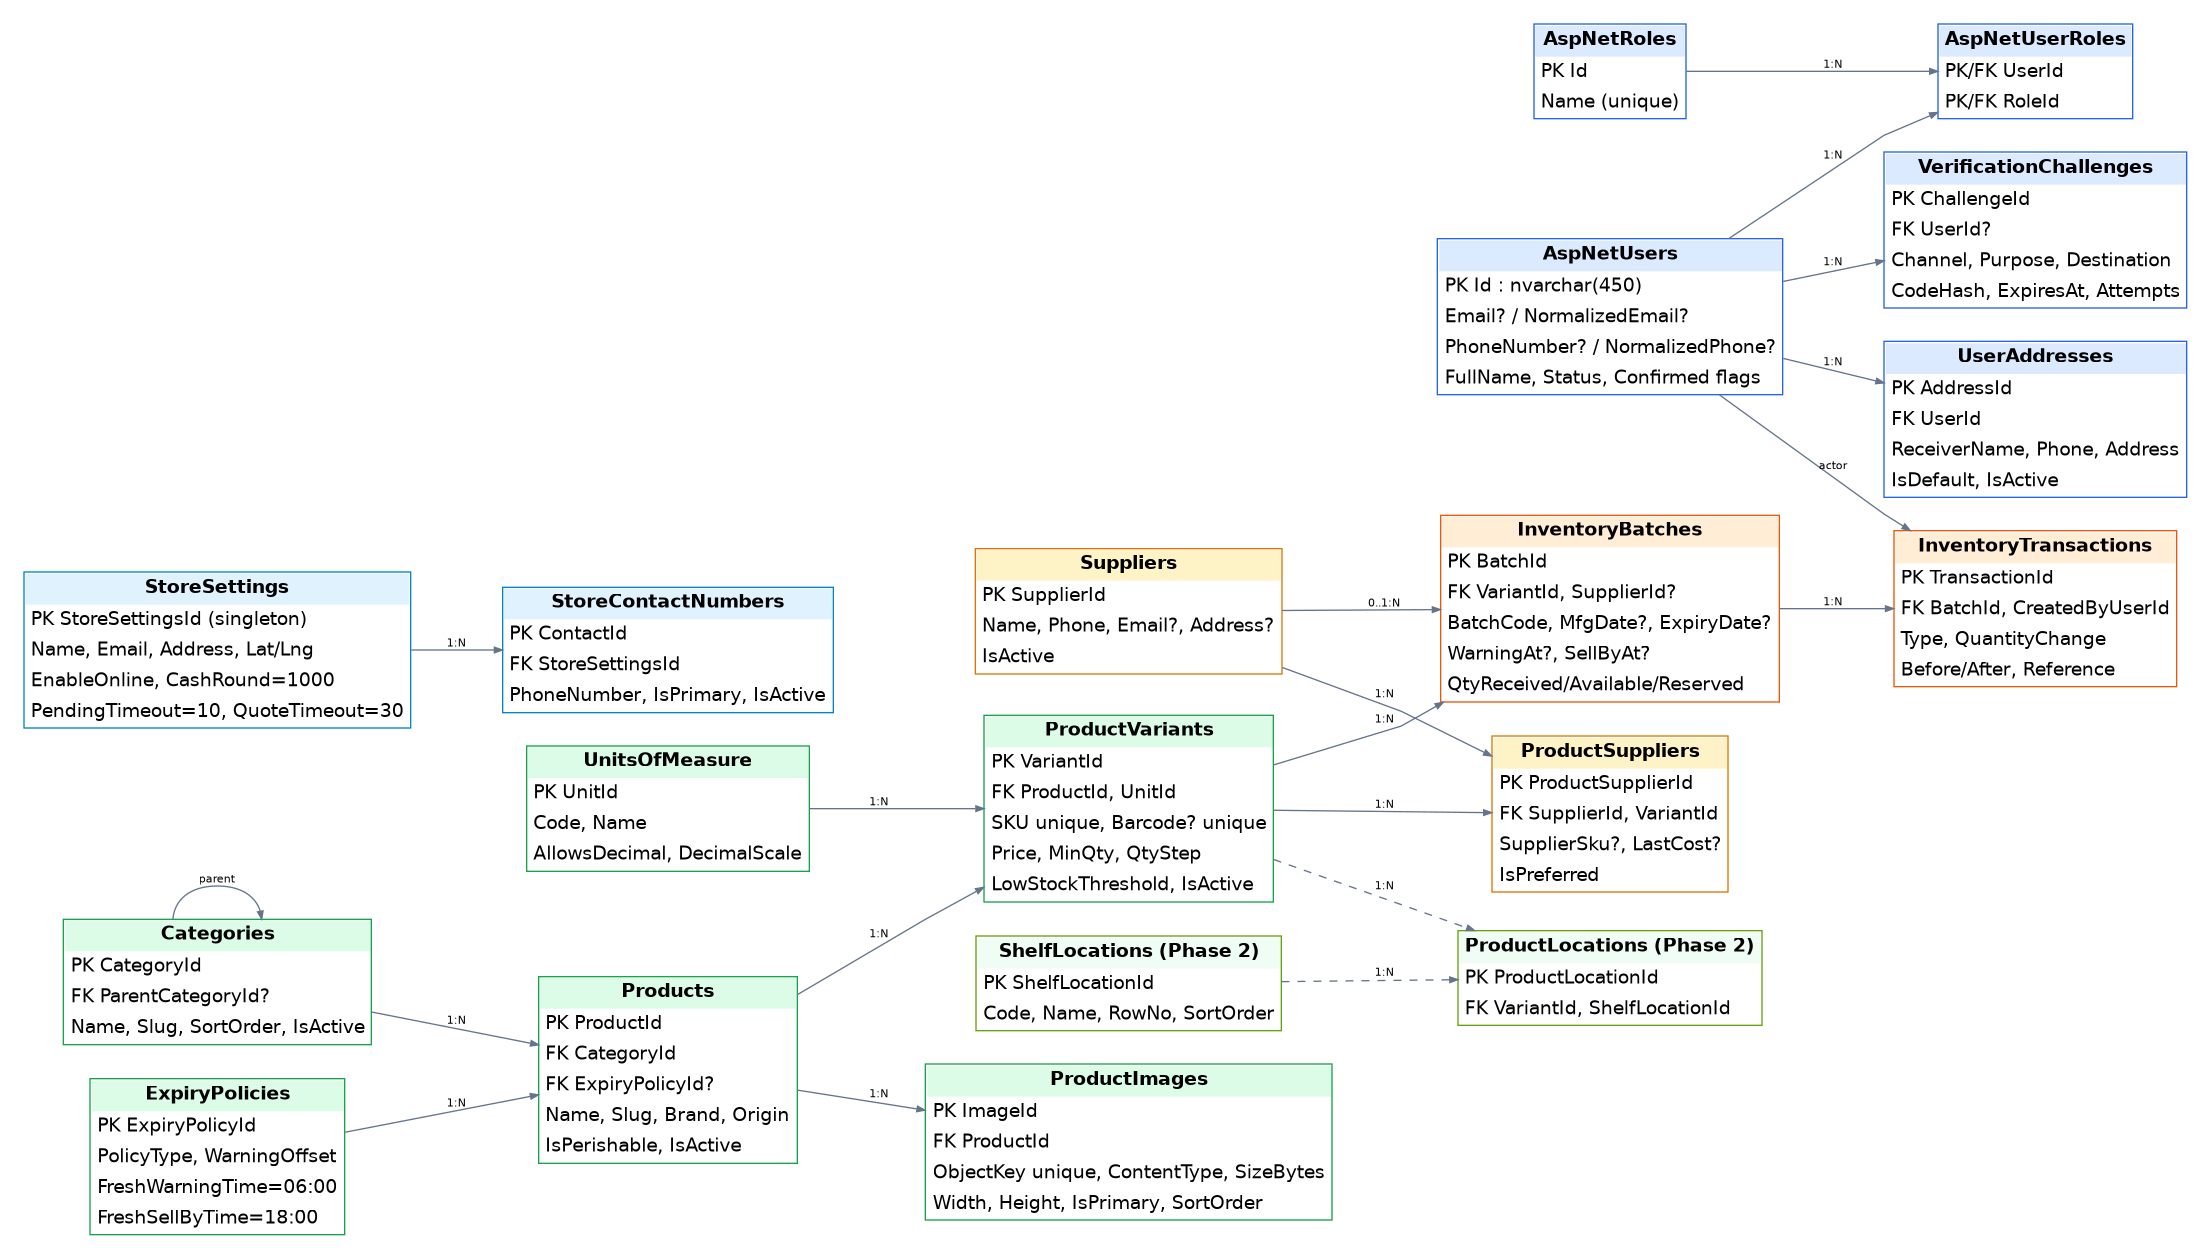 AspNetRoles
PK Id
Name (unique)
1:N
AspNetUserRoles
PK/FK UserId
PK/FK RoleId
1:N
VerificationChallenges
PK ChallengeId
FK UserId?
Channel, Purpose, Destination
CodeHash, ExpiresAt, Attempts
AspNetUsers
PK Id : nvarchar(450)
Email? / NormalizedEmail?
PhoneNumber? / NormalizedPhone?
FullName, Status, Confirmed flags
1:N
1:N
UserAddresses
PK AddressId
FK UserId
ReceiverName, Phone, Address
IsDefault, IsActive
actor
InventoryBatches
PK BatchId
FK VariantId, SupplierId?
BatchCode, MfgDate?, ExpiryDate?
WarningAt?, SellByAt?
QtyReceived/Available/Reserved
1:N
InventoryTransactions
PK TransactionId
FK BatchId, CreatedByUserId
Type, QuantityChange
Before/After, Reference
Suppliers
PK SupplierId
Name, Phone, Email?, Address?
IsActive
0..1:N
1:N
1:N
StoreSettings
PK StoreSettingsId (singleton)
Name, Email, Address, Lat/Lng
EnableOnline, CashRound=1000
PendingTimeout=10, QuoteTimeout=30
1:N
StoreContactNumbers
PK ContactId
FK StoreSettingsId
PhoneNumber, IsPrimary, IsActive
UnitsOfMeasure
PK UnitId
Code, Name
AllowsDecimal, DecimalScale
1:N
ProductVariants
PK VariantId
FK ProductId, UnitId
SKU unique, Barcode? unique
Price, MinQty, QtyStep
LowStockThreshold, IsActive
1:N
ProductSuppliers
PK ProductSupplierId
FK SupplierId, VariantId
SupplierSku?, LastCost?
IsPreferred
1:N
parent
Categories
PK CategoryId
FK ParentCategoryId?
Name, Slug, SortOrder, IsActive
1:N
1:N
ShelfLocations (Phase 2)
PK ShelfLocationId
Code, Name, RowNo, SortOrder
1:N
ProductLocations (Phase 2)
PK ProductLocationId
FK VariantId, ShelfLocationId
Products
PK ProductId
FK CategoryId
FK ExpiryPolicyId?
Name, Slug, Brand, Origin
IsPerishable, IsActive
1:N
ExpiryPolicies
PK ExpiryPolicyId
PolicyType, WarningOffset
FreshWarningTime=06:00
FreshSellByTime=18:00
1:N
ProductImages
PK ImageId
FK ProductId
ObjectKey unique, ContentType, SizeBytes
Width, Height, IsPrimary, SortOrder